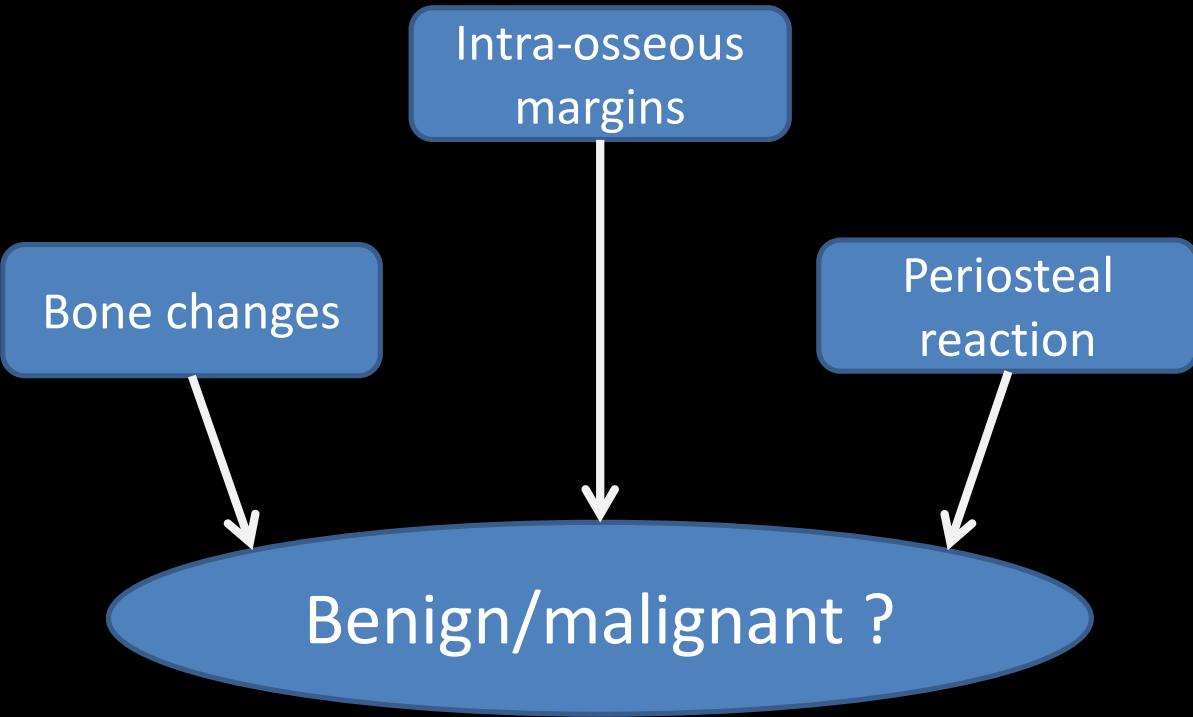 Intra-osseous
margins
Bone changes
Periosteal
reaction
Benign/malignant ?